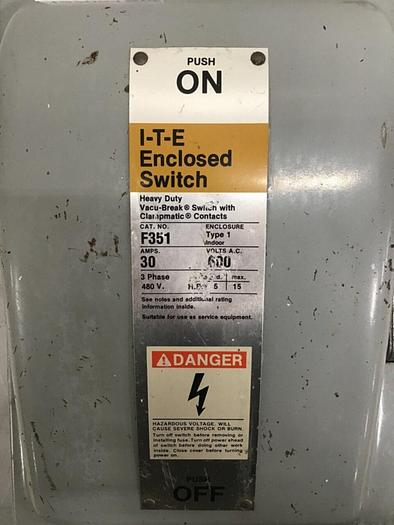 PUSH
ON
I-T-E
Enclosed
Switch
Heavy Duty
Vacu-Break® Switch with
Clampmatic® Contacts
CAT. NO. ENCLOSURE
F351 Type 1
Indoor
AMPS. VOLTS A.C.
30 600
3 Phase std. max.
480 V. H.P. 5 15
See notes and additional rating
information inside.
Suitable for use as service equipment.
DANGER
HAZARDOUS VOLTAGE. WILL
CAUSE SEVERE SHOCK OR BURN.
Turn off switch before removing or
installing fuse. Turn off power ahead
of switch before doing other work
inside. Close cover before turning
power on.
PUSH
OFF